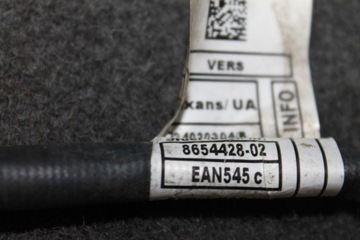 VERS
xans/ UA
INFO
8654428-02
EAN545 c